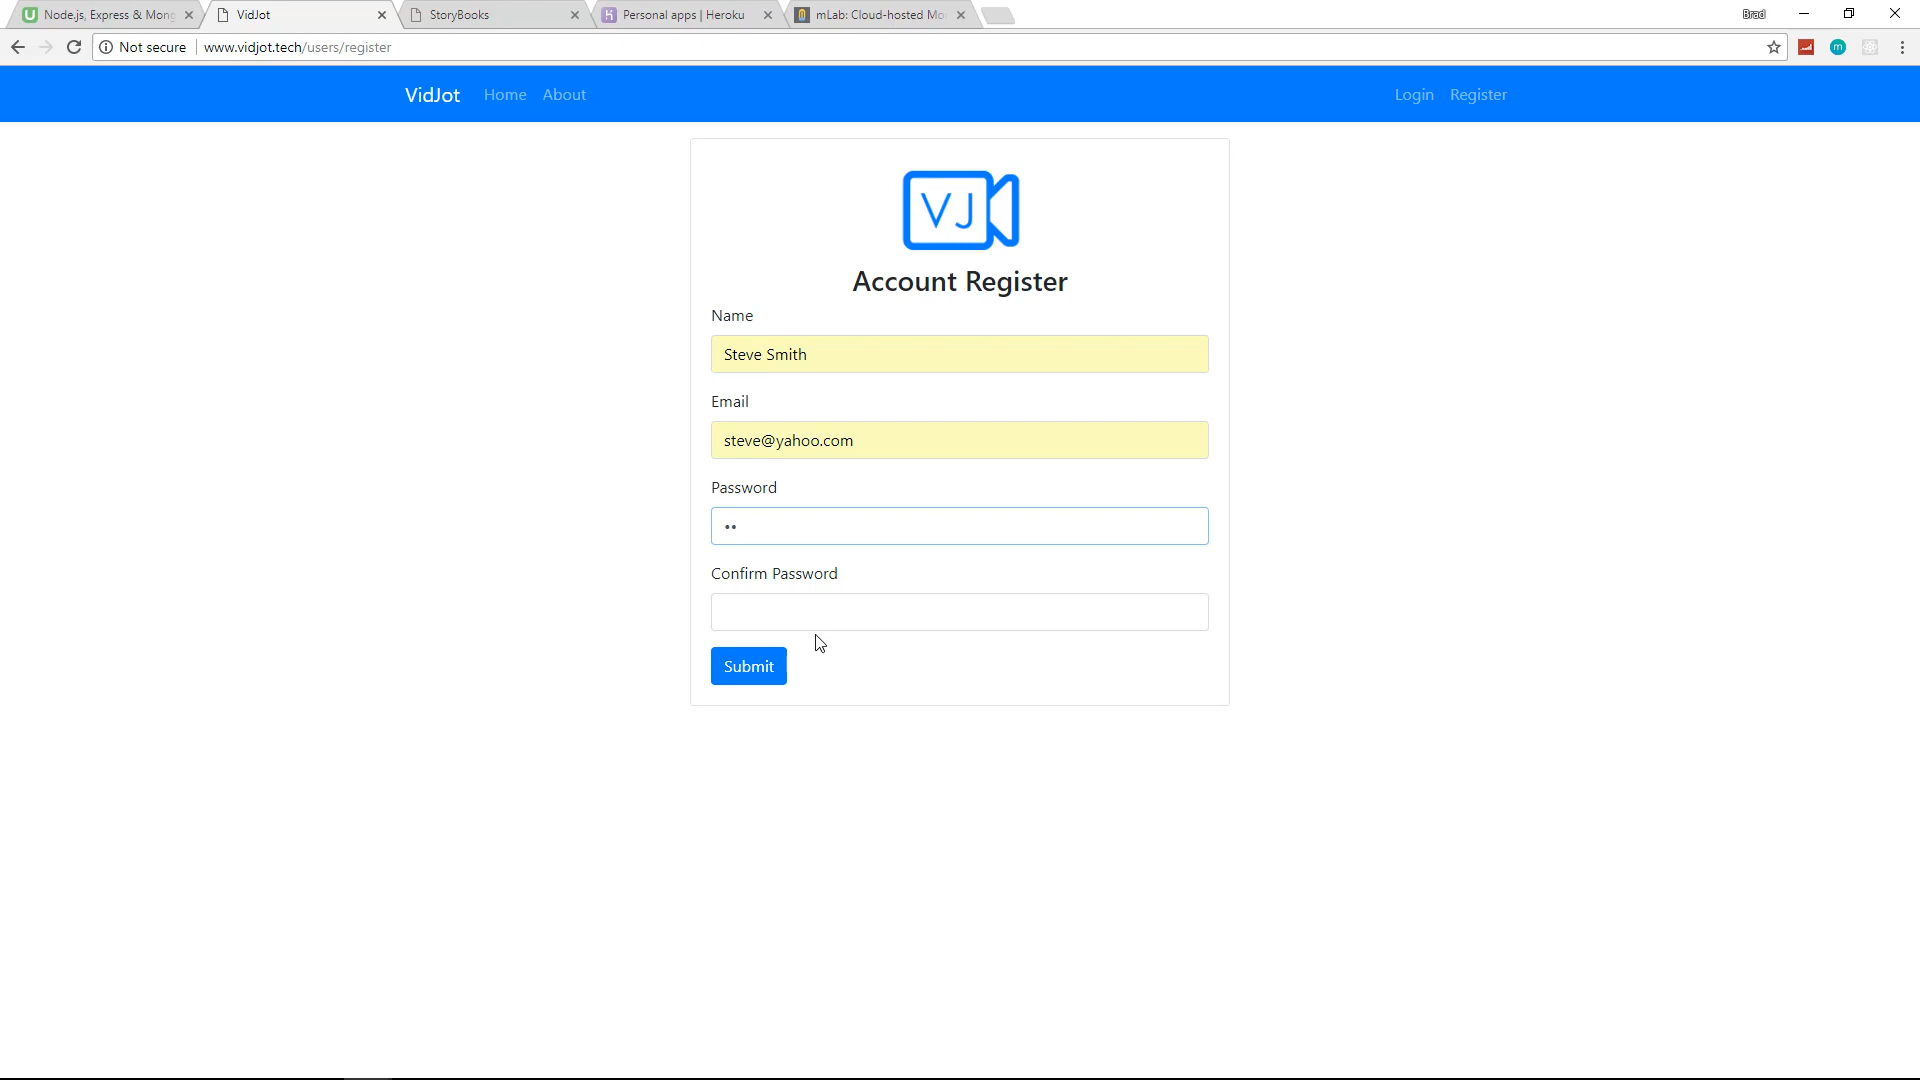 Node.js, Express & Mong
VidJot
StoryBooks
Personal apps | Heroku
mLab: Cloud-hosted Mo
Brad
Not secure
www.vidjot.tech/users/register
VidJot Home About Login Register
VJ
Account Register
Name
Steve Smith
Email
steve@yahoo.com
Password
••
Confirm Password
Submit